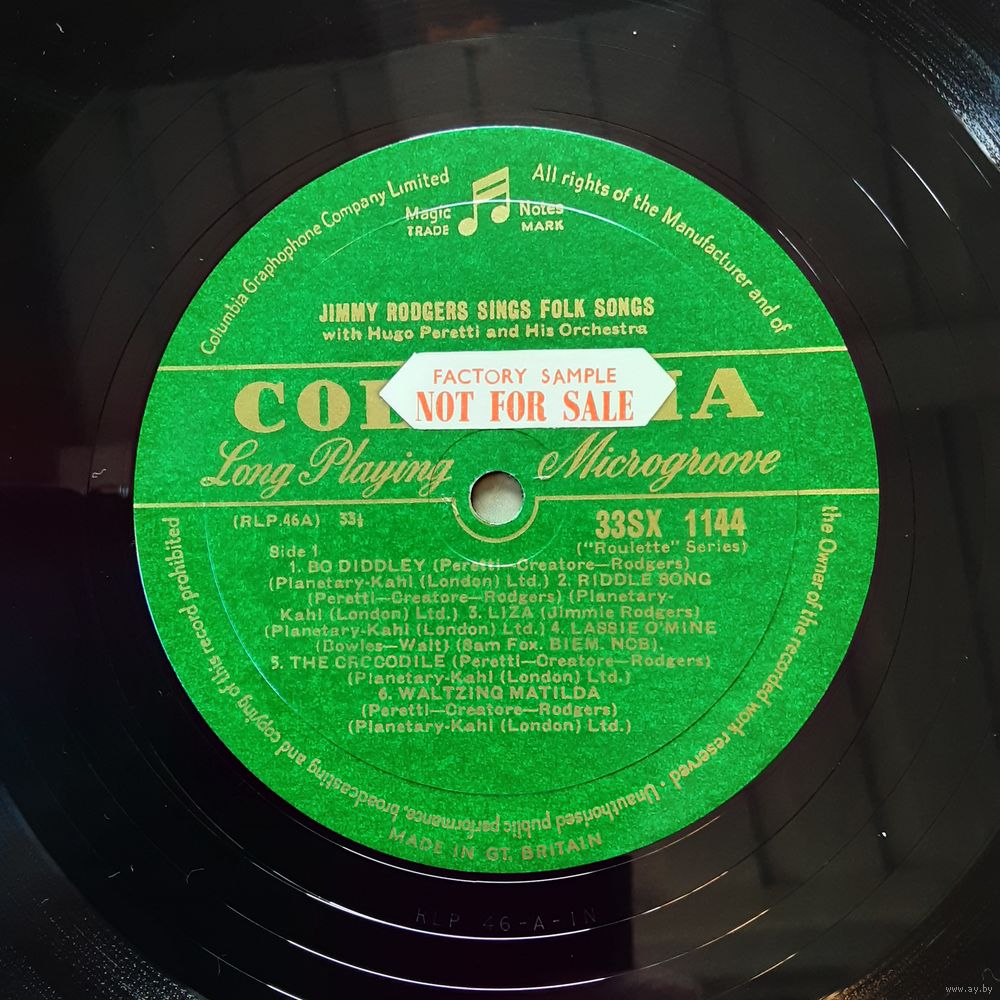 Columbia Graphophone Company Limited
All rights of the Manufacturer and of
the Owner of the recorded work reserved. Unauthorised public performance, broadcasting and copying of this record prohibited
Magic Notes
TRADE MARK
JIMMY RODGERS SINGS FOLK SONGS
with Hugo Peretti and His Orchestra
FACTORY SAMPLE
NOT FOR SALE
COL IA
Long Playing Microgroove
(RLP.46A) 33⅓ 33SX 1144
Side 1 ("Roulette" Series)
1. BO DIDDLEY (Peretti—Creatore—Rodgers)
(Planetary-Kahl (London) Ltd.) 2. RIDDLE SONG
(Peretti—Creatore—Rodgers) (Planetary-
Kahl (London) Ltd.) 3. LIZA (Jimmie Rodgers)
(Planetary-Kahl (London) Ltd.) 4. LASSIE O'MINE
(Bowles—Walt) (Sam Fox. BIEM. NCB).
5. THE CRCCODILE (Peretti—Creatore—Rodgers)
(Planetary-Kahl (London) Ltd.)
6. WALTZING MATILDA
(Peretti—Creatore—Rodgers)
(Planetary-Kahl (London) Ltd.)
MADE IN GT. BRITAIN
RLP 46-A-1N
www.ay.by